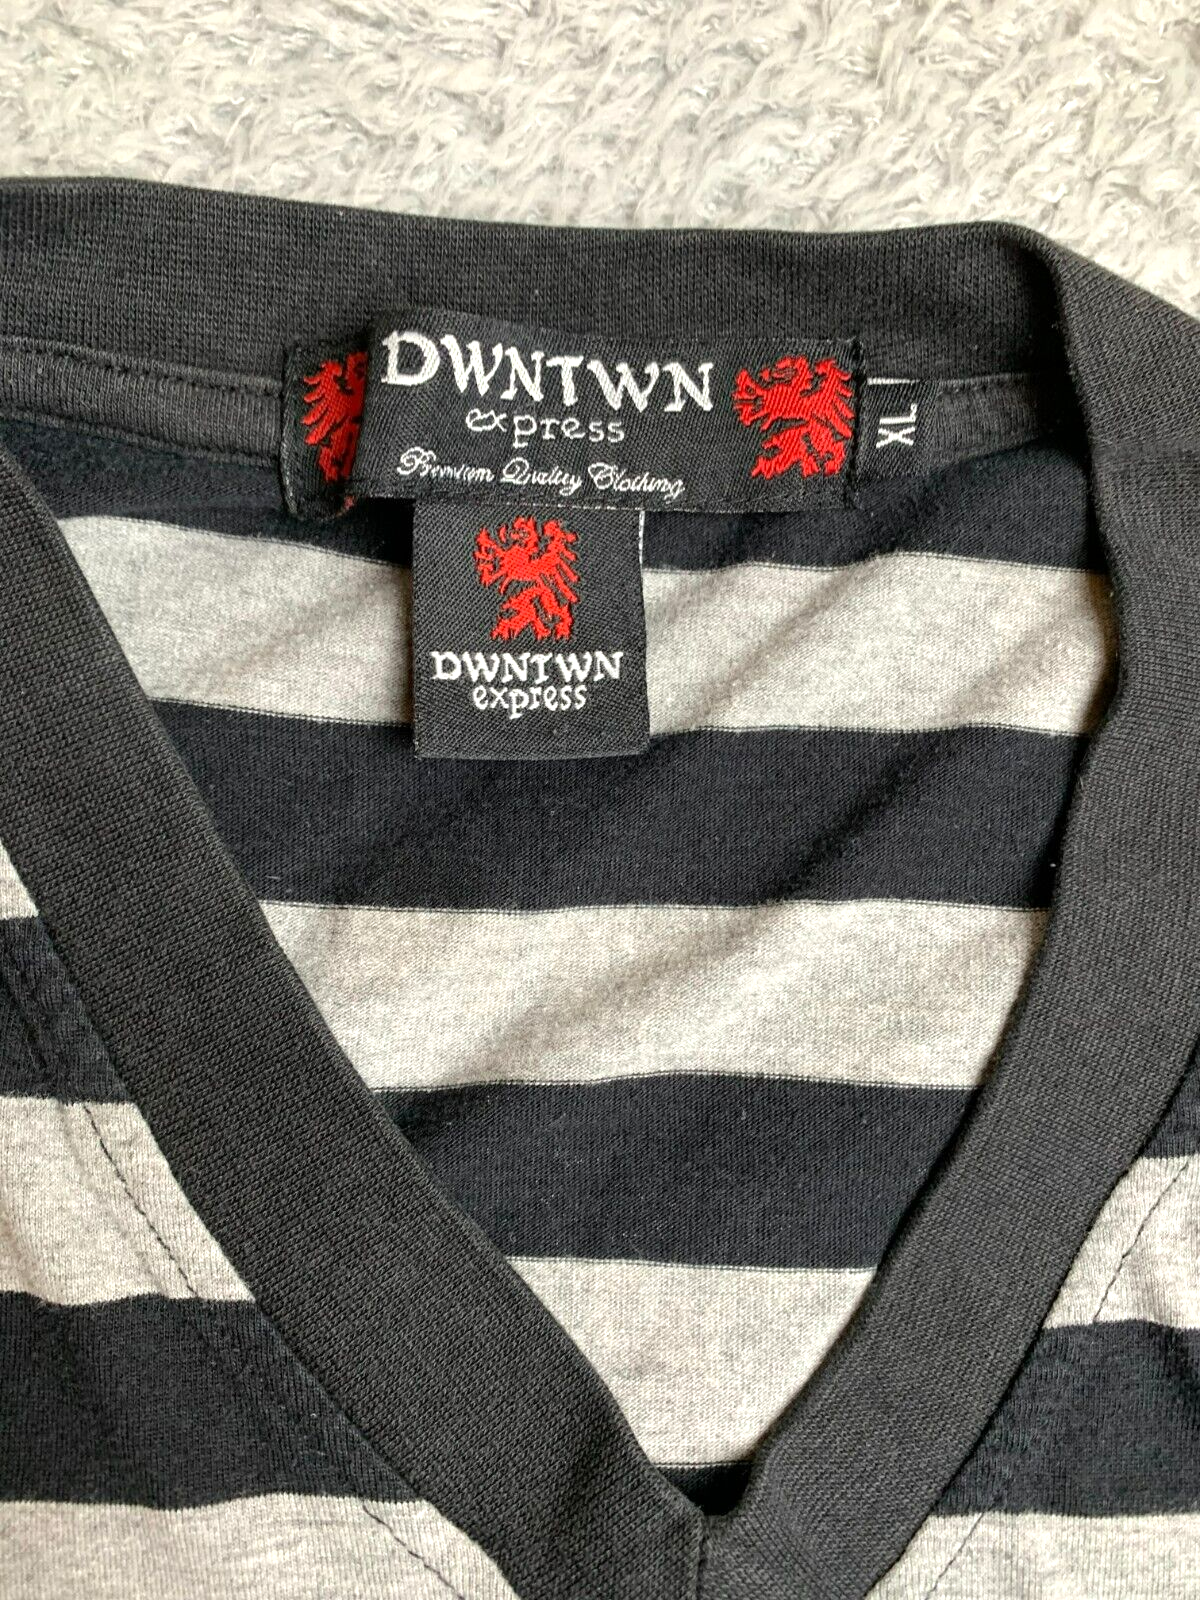 DWNTWN
express
Premium Quality Clothing
XL
DWNTWN
express